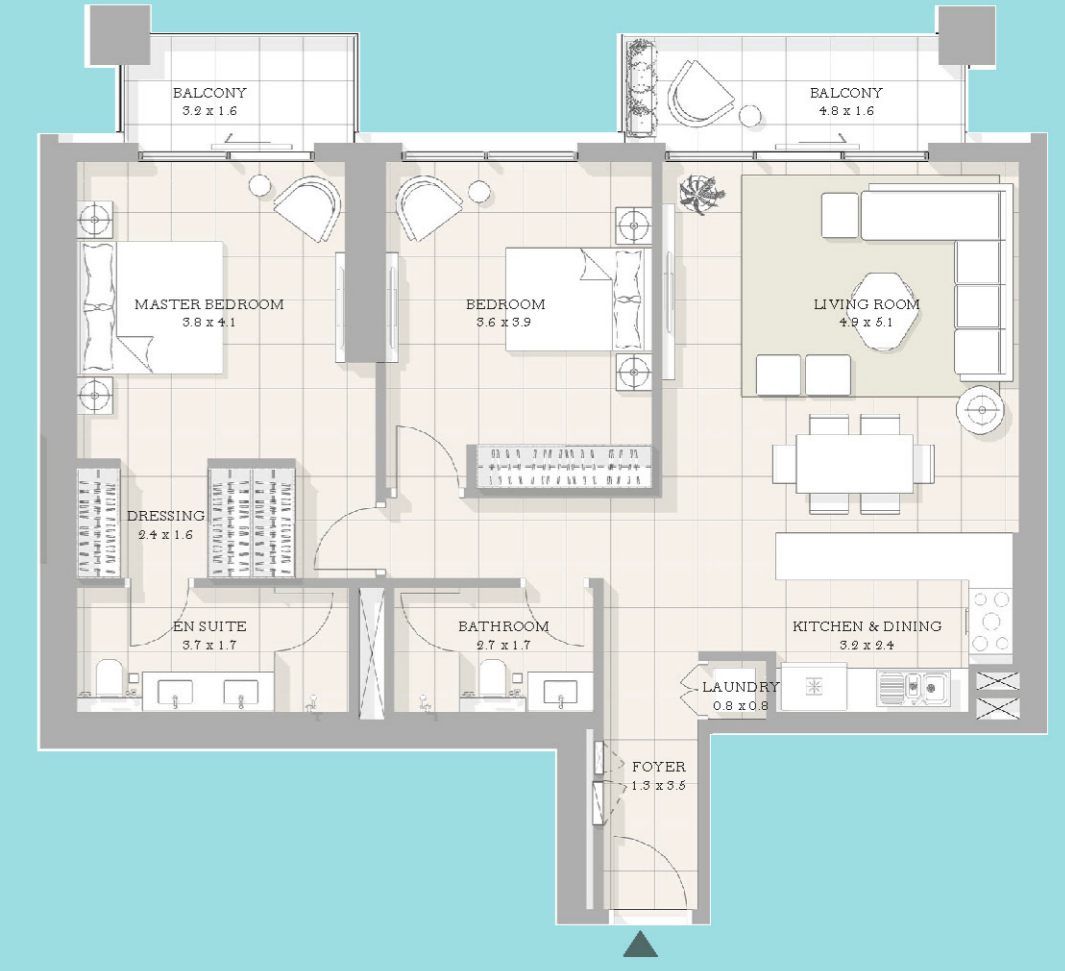 BALCONY
3.2 x 1.6
BALCONY
4.8 x 1.6
MASTER BEDROOM
3.8 x 4.1
BEDROOM
3.6 x 3.9
LIVING ROOM
4.9 x 5.1
DRESSING
2.4 x 1.6
EN SUITE
3.7 x 1.7
BATHROOM
2.7 x 1.7
KITCHEN & DINING
3.2 x 2.4
LAUNDRY
0.8 x 0.8
FOYER
1.3 x 3.5